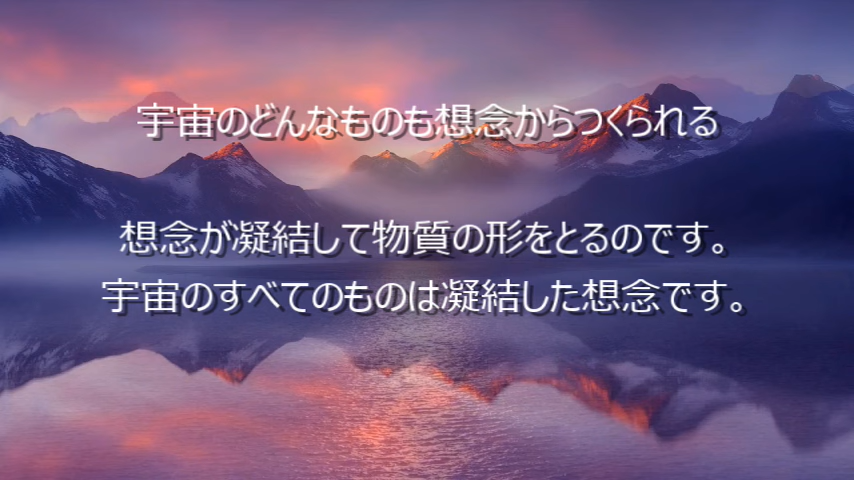 宇宙のどんなものも想念からつくられる
想念が凝結して物質の形をとるのです。
宇宙のすべてのものは凝結した想念です。